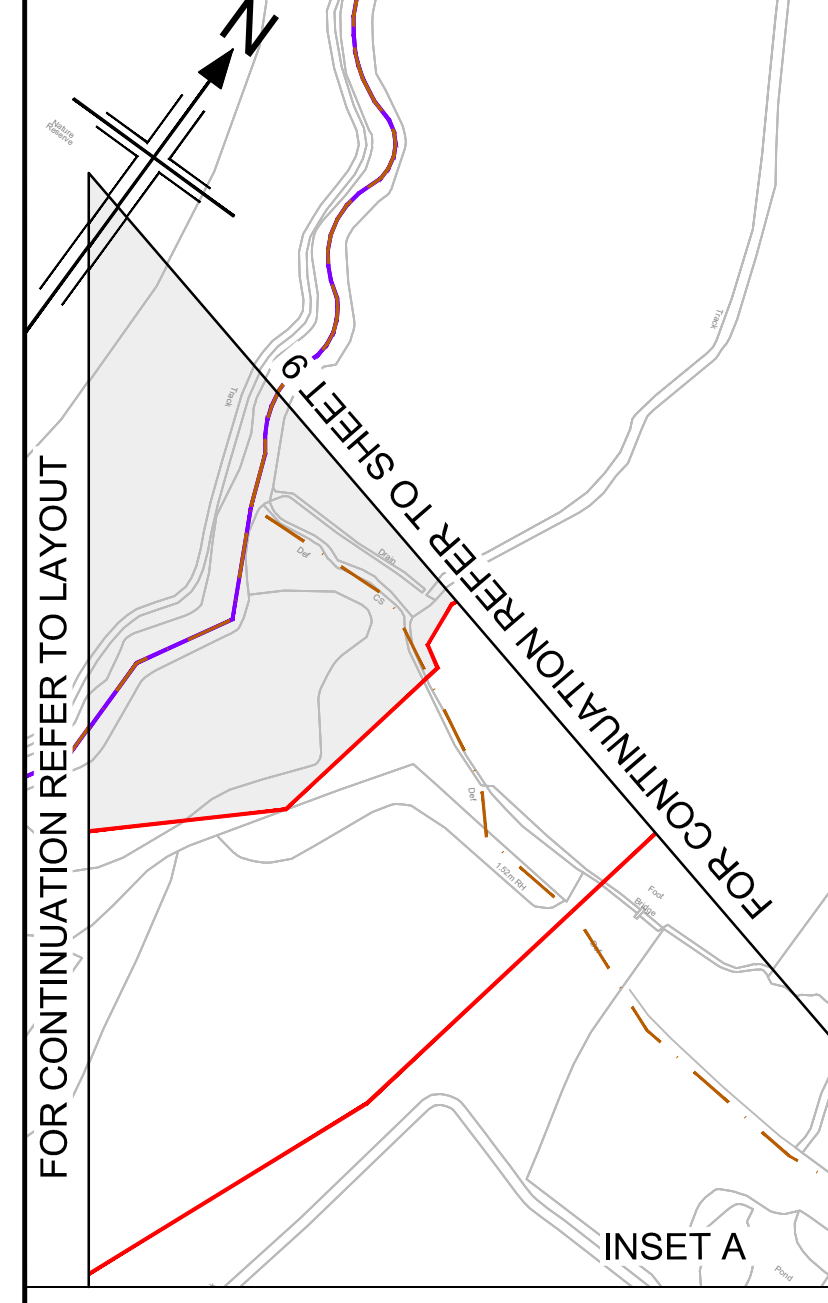 N
Nature
Reserve
Track
Track
FOR CONTINUATION REFER TO SHEET 9
FOR CONTINUATION REFER TO LAYOUT
Drain
Def
CS
Def
1.52m RH
Foot
Bridge
INSET A
Pond